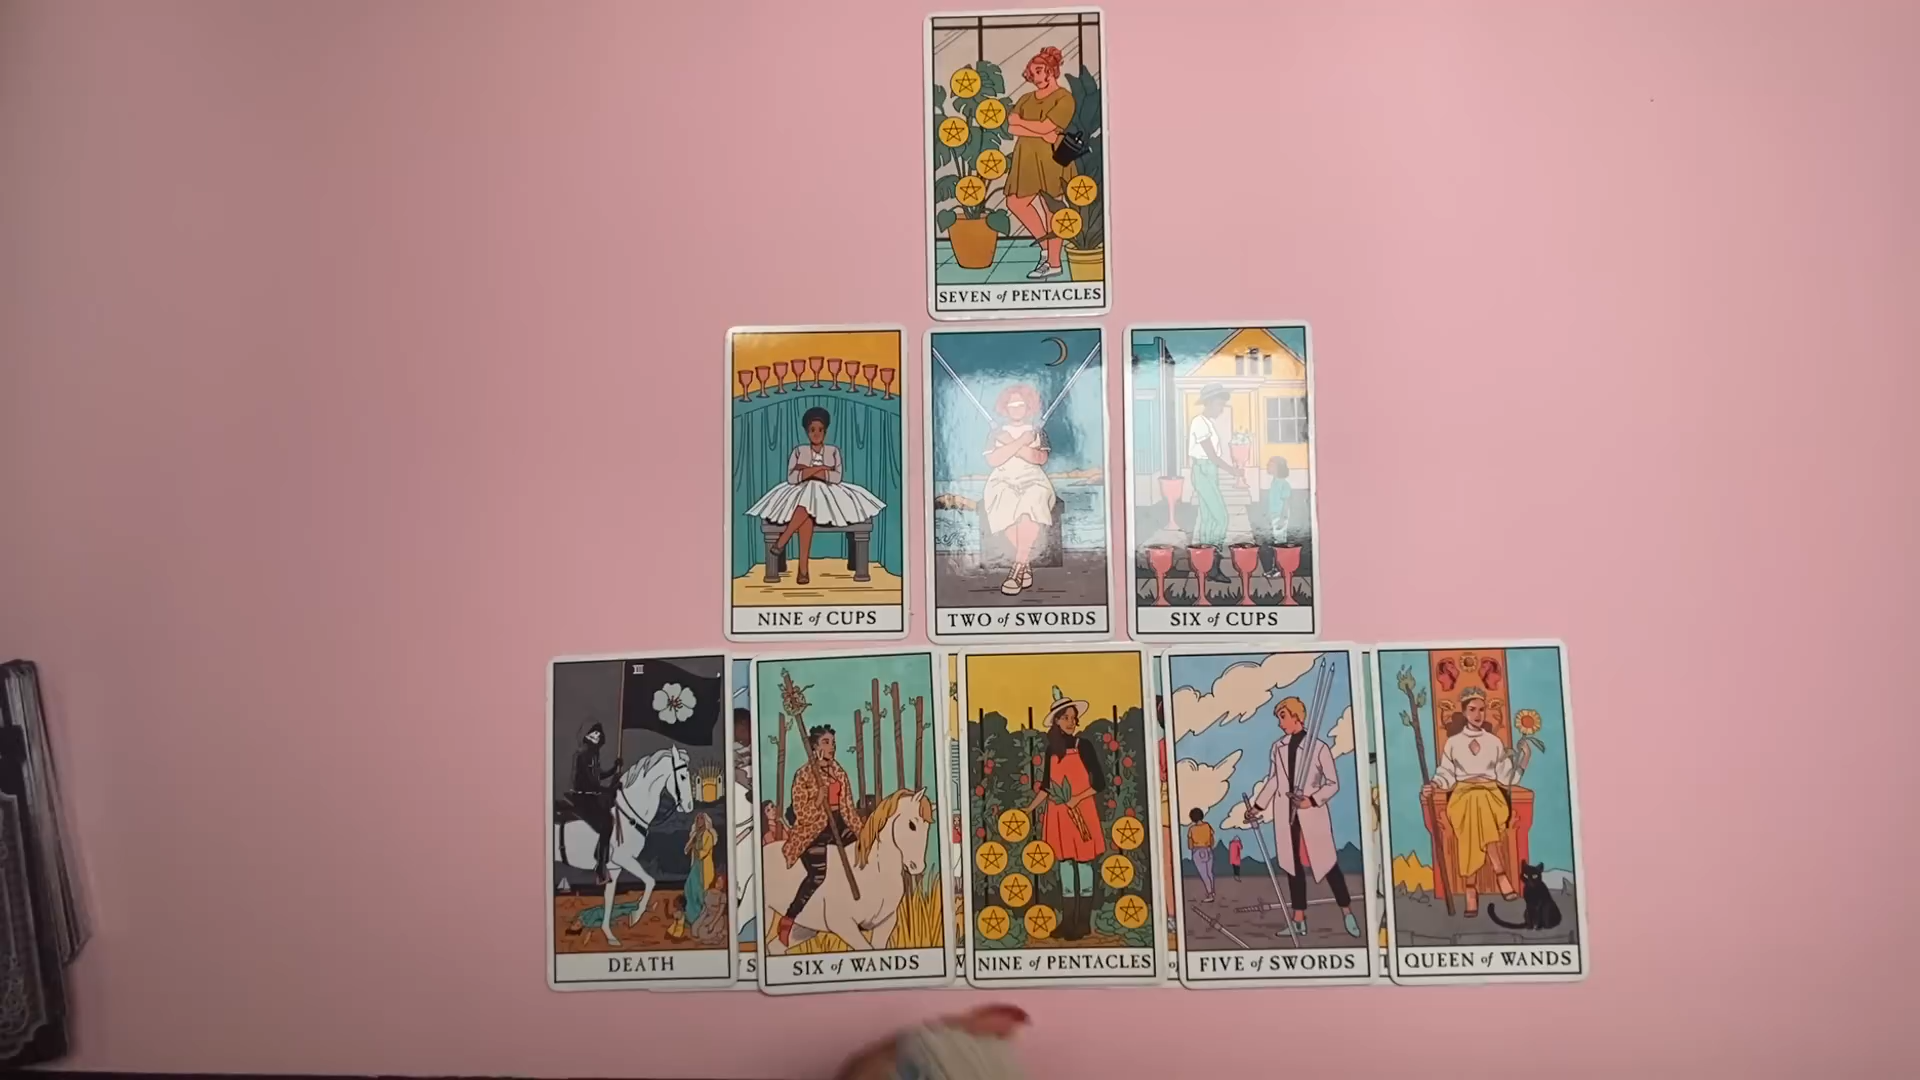 SEVEN of PENTACLES
NINE of CUPS
TWO of SWORDS
SIX of CUPS
XIII
DEATH
SIX of WANDS
NINE of PENTACLES
FIVE of SWORDS
QUEEN of WANDS